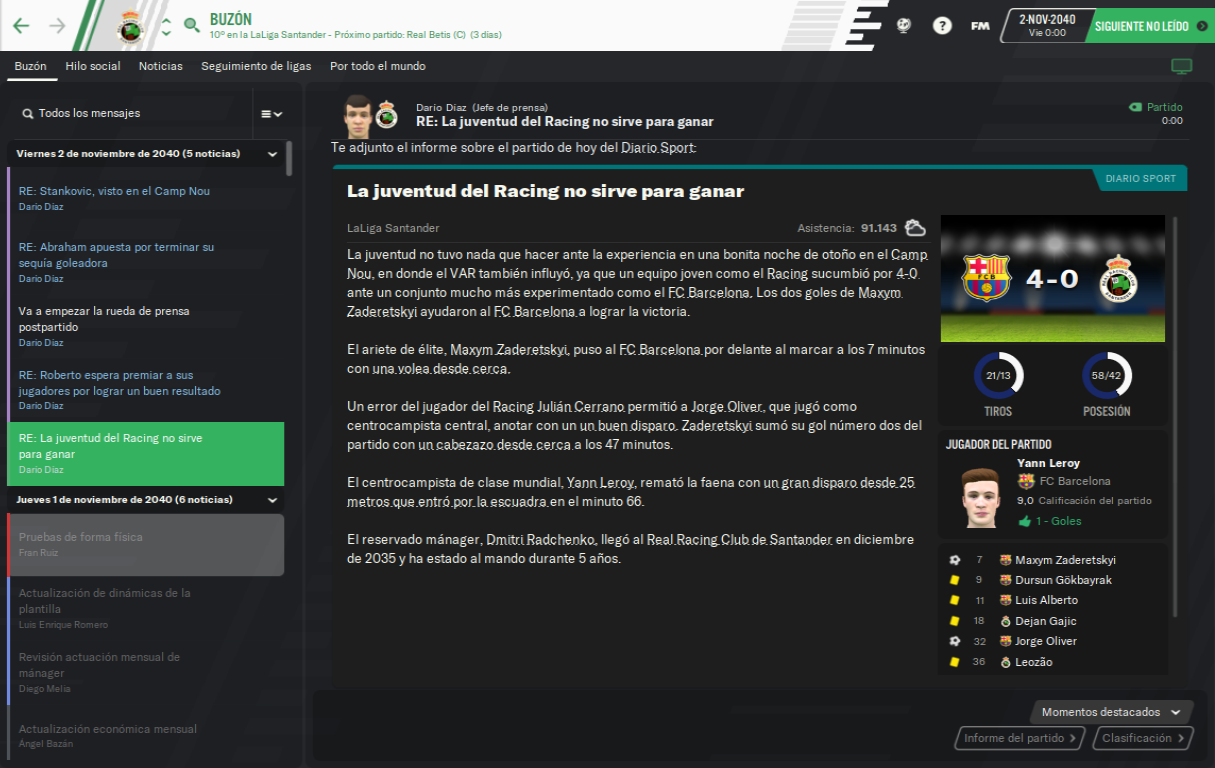 BUZÓN
10º en la LaLiga Santander - Próximo partido: Real Betis (C) (3 días)
?
FM
2-NOV-2040
Vie 0:00
SIGUIENTE NO LEÍDO
Buzón
Hilo social
Noticias
Seguimiento de ligas
Por todo el mundo
Todos los mensajes
Viernes 2 de noviembre de 2040 (5 noticias)
RE: Stankovic, visto en el Camp Nou
Darío Díaz
RE: Abraham apuesta por terminar su
sequía goleadora
Darío Díaz
Va a empezar la rueda de prensa
postpartido
Darío Díaz
RE: Roberto espera premiar a sus
jugadores por lograr un buen resultado
Darío Díaz
RE: La juventud del Racing no sirve
para ganar
Darío Díaz
Jueves 1 de noviembre de 2040 (6 noticias)
Pruebas de forma física
Fran Ruiz
Actualización de dinámicas de la
plantilla
Luis Enrique Romero
Revisión actuación mensual de
mánager
Diego Melia
Actualización económica mensual
Ángel Bazán
Darío Díaz (Jefe de prensa)
RE: La juventud del Racing no sirve para ganar
Partido
0:00
Te adjunto el informe sobre el partido de hoy del Diario Sport:
DIARIO SPORT
La juventud del Racing no sirve para ganar
LaLiga Santander
Asistencia: 91.143
La juventud no tuvo nada que hacer ante la experiencia en una bonita noche de otoño en el Camp
Nou, en donde el VAR también influyó, ya que un equipo joven como el Racing sucumbió por 4-0
ante un conjunto mucho más experimentado como el FC Barcelona. Los dos goles de Maxym
Zaderetskyi ayudaron al FC Barcelona a lograr la victoria.
El ariete de élite, Maxym Zaderetskyi, puso al FC Barcelona por delante al marcar a los 7 minutos
con una volea desde cerca.
Un error del jugador del Racing Julián Cerrano permitió a Jorge Oliver, que jugó como
centrocampista central, anotar con un un buen disparo. Zaderetskyi sumó su gol número dos del
partido con un cabezazo desde cerca a los 47 minutos.
El centrocampista de clase mundial, Yann Leroy, remató la faena con un gran disparo desde 25
metros que entró por la escuadra en el minuto 66.
El reservado mánager, Dmitri Radchenko, llegó al Real Racing Club de Santander en diciembre
de 2035 y ha estado al mando durante 5 años.
FCB
4-0
21/13
TIROS
58/42
POSESIÓN
JUGADOR DEL PARTIDO
Yann Leroy
FC Barcelona
9,0 Calificación del partido
1 - Goles
7 Maxym Zaderetskyi
9 Dursun Gökbayrak
11 Luis Alberto
18 Dejan Gajic
32 Jorge Oliver
36 Leozão
Momentos destacados
Informe del partido
Clasificación